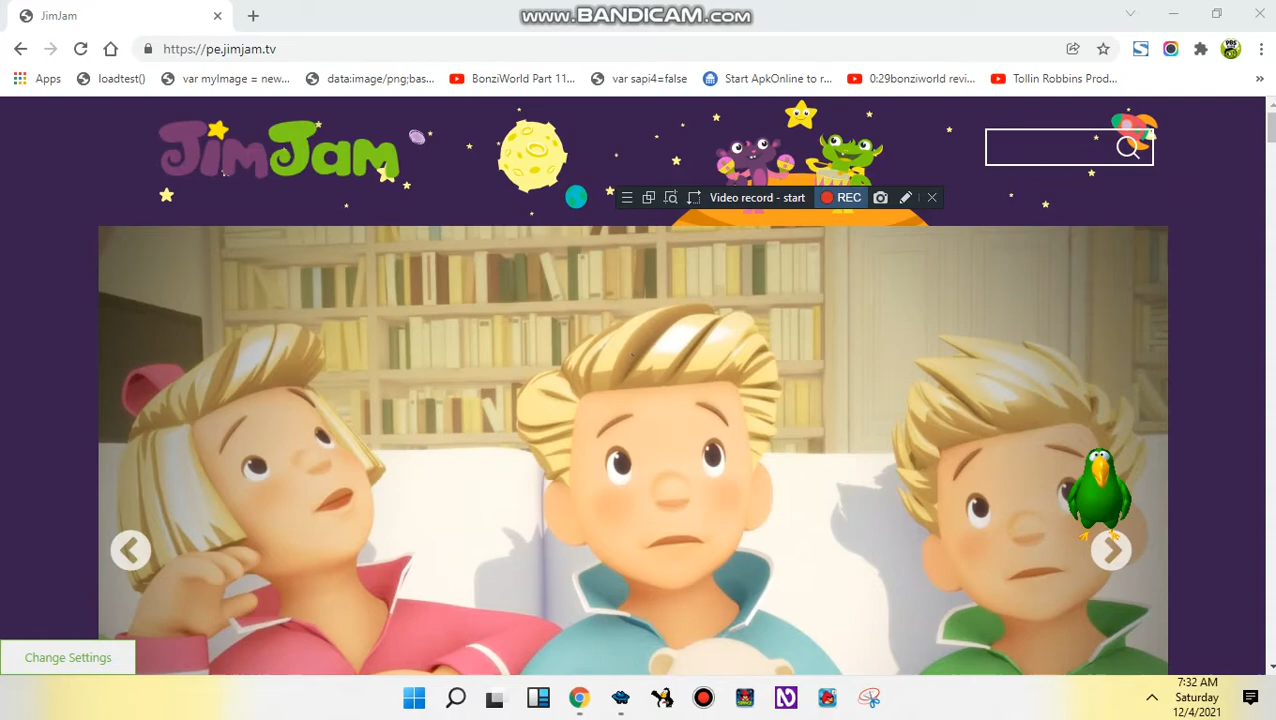 JimJam
www.BANDICAM.com
https://pe.jimjam.tv
Apps
loadtest()
var myImage = new...
data:image/png;bas...
BonziWorld Part 11...
var sapi4=false
Start ApkOnline to r...
0:29bonziworld revi...
Tollin Robbins Prod...
»
JimJam
Video record - start
REC
Change Settings
7:32 AM
Saturday
12/4/2021